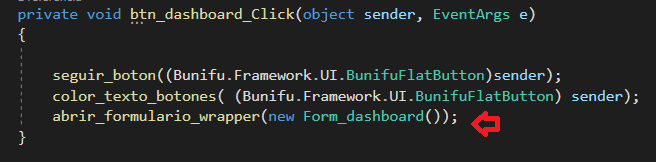 private void btn_dashboard_Click(object sender, EventArgs e)
{
seguir_boton((Bunifu.Framework.UI.BunifuFlatButton)sender);
color_texto_botones( (Bunifu.Framework.UI.BunifuFlatButton) sender);
abrir_formulario_wrapper(new Form_dashboard());
}